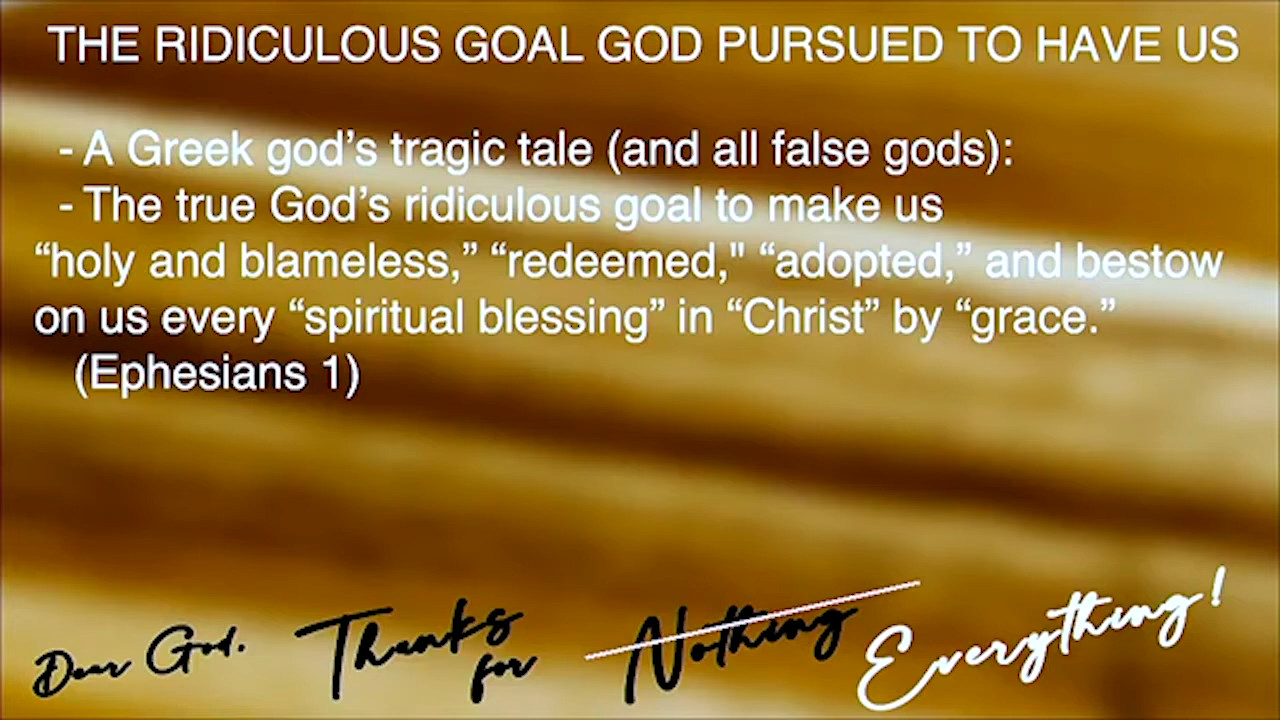 THE RIDICULOUS GOAL GOD PURSUED TO HAVE US
- A Greek god’s tragic tale (and all false gods):
- The true God’s ridiculous goal to make us
“holy and blameless,” “redeemed," “adopted,” and bestow
on us every “spiritual blessing” in “Christ” by “grace.”
(Ephesians 1)
Dear God. Thanks for Nothing Everything!